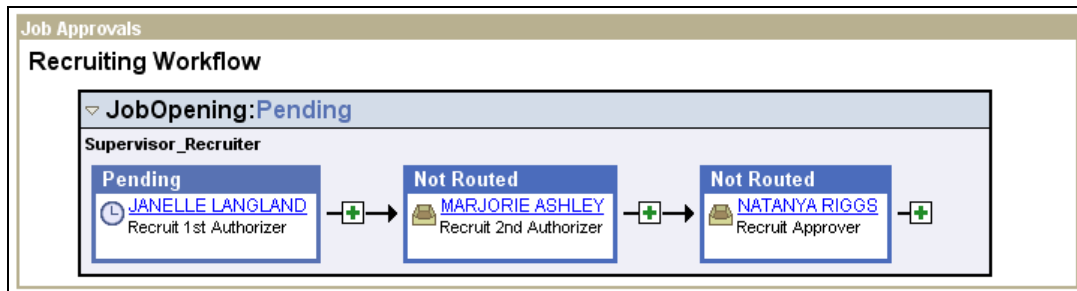 Job Approvals
Recruiting Workflow
JobOpening:Pending
Supervisor_Recruiter
Pending
JANELLE LANGLAND
Recruit 1st Authorizer
Not Routed
MARJORIE ASHLEY
Recruit 2nd Authorizer
Not Routed
NATANYA RIGGS
Recruit Approver